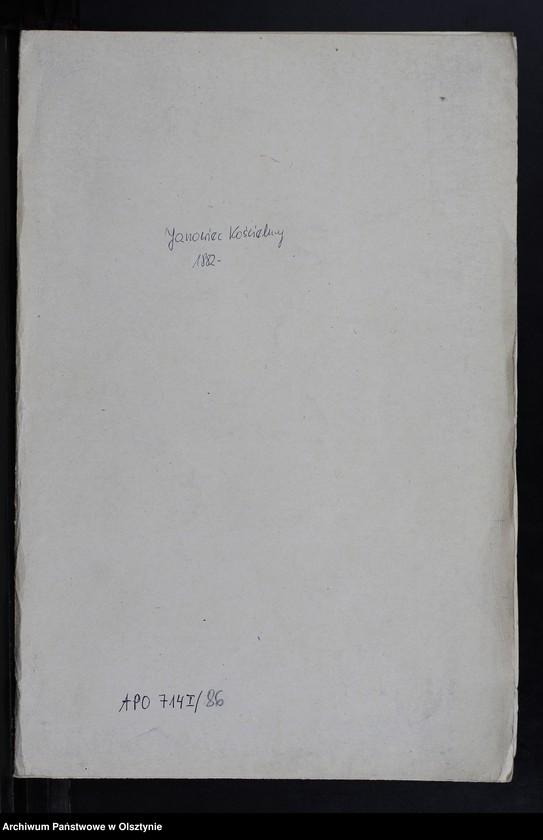 Janowiec Kościelny
1882-
APO 714I/86
Archiwum Państwowe w Olsztynie